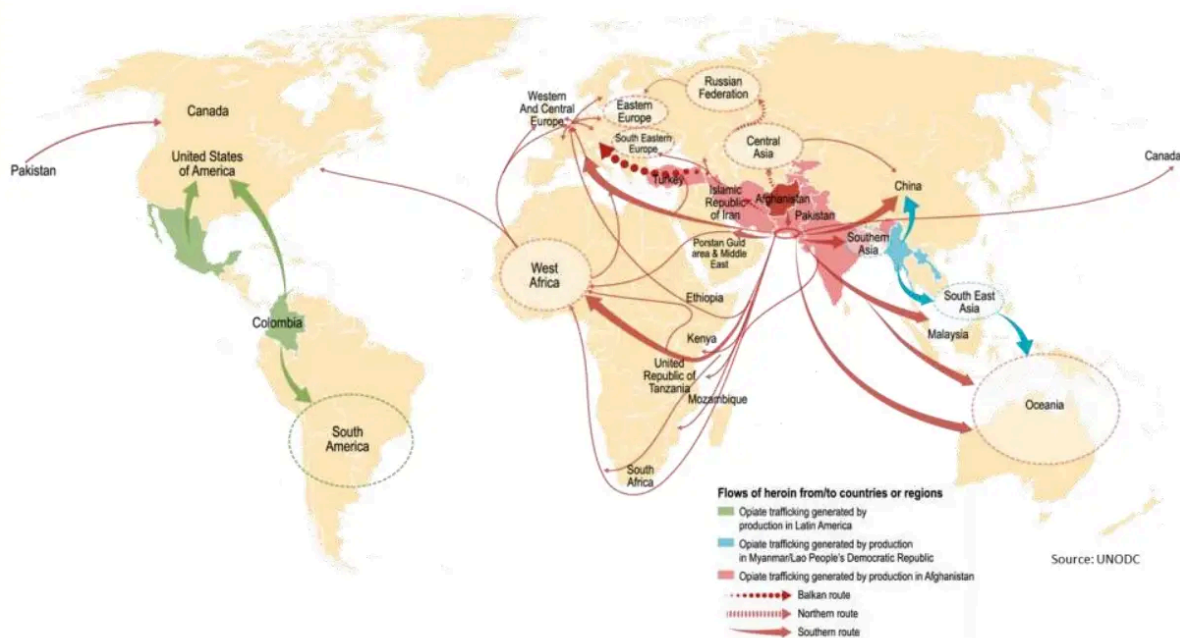 Canada
United States
of America
Pakistan
Colombia
South
America
Western
And Central
Europe
Eastern
Europe
South Eastern
Europe
Russian
Federation
Central
Asia
Turkey
Islamic
Republic
of Iran
Afghanistan
Pakistan
Porstan Guid
area & Middle
East
Southern
Asia
China
Canada
West
Africa
Ethiopia
Kenya
United
Republic of
Tanzania
Mozambique
South
Africa
South East
Asia
Malaysia
Oceania
Flows of heroin from/to countries or regions
Opiate trafficking generated by
production in Latin America
Opiate trafficking generated by production
in Myanmar/Lao People's Democratic Republic
Opiate trafficking generated by production in Afghanistan
Balkan route
Northern route
Southern route
Source: UNODC